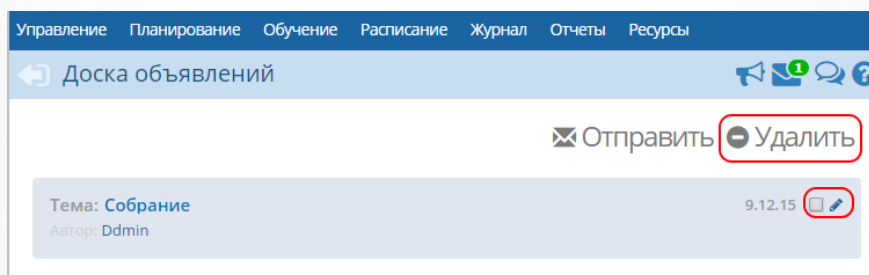 Управление Планирование Обучение Расписание Журнал Отчеты Ресурсы
Доска объявлений 1 ?
Отправить Удалить
Тема: Собрание 9.12.15
Автор: Ddmin